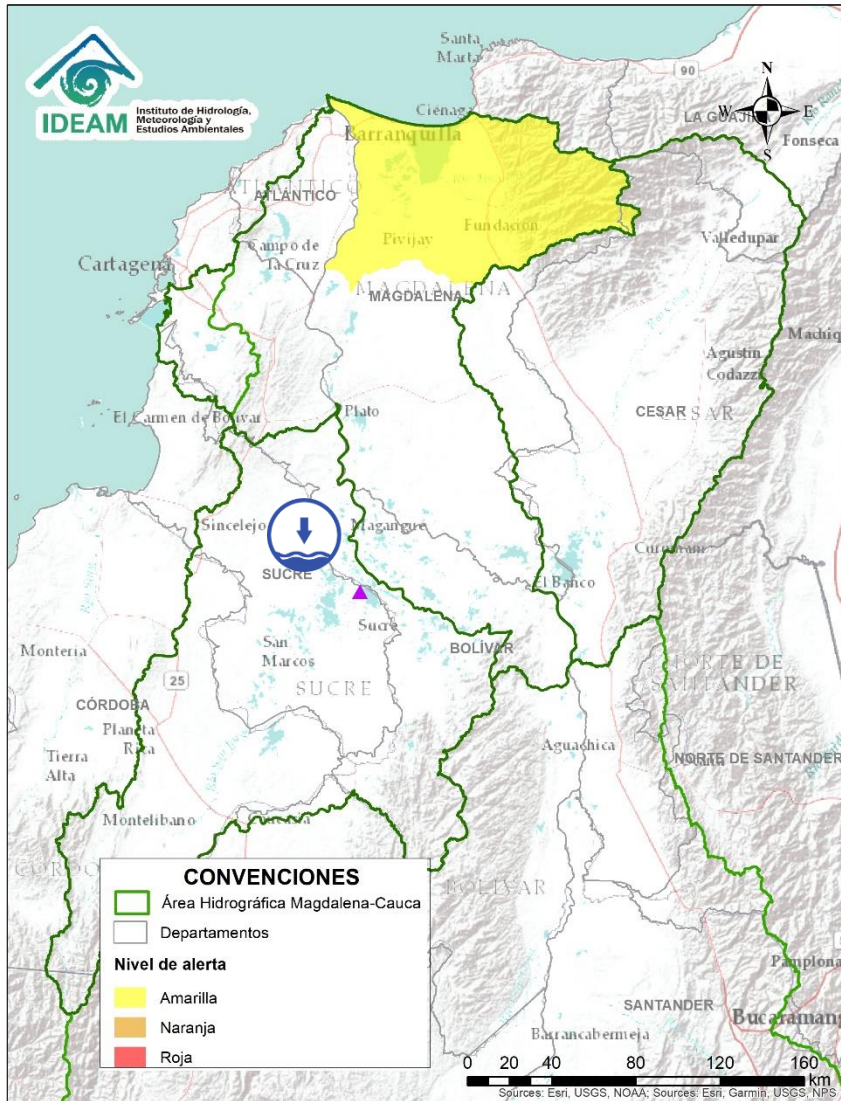 IDEAM
Instituto de Hidrología,
Meteorología y
Estudios Ambientales
Santa
Marta
90
N
W
E
S
Ciénaga
LA GUAJI
Barranquilla
Fonseca
ATLÁNTICO
Fundación
Pivijay
Valledupar
Campo de
la Cruz
Cartagena
MAGDALENA
MAGDALENA
Machiq
Agustín
Codazzi
CESAR
CESAR
El Carmen de Bolívar
Plato
Sincelejo
Magangue
Curumaní
El Banco
SUCRE
Sucre
BOLÍVAR
San
Marcos
Montería
SUCRE
NORTE DE
SANTANDER
25
CÓRDOBA
Planeta
Rica
Aguachica
NORTE DE SANTANDER
Tierra
Alta
Montelíbano
BOLÍVAR
CONVENCIONES
Área Hidrográfica Magdalena-Cauca
Departamentos
Nivel de alerta
Amarilla
Naranja
Roja
Pamplona
SANTANDER
Bucaramang
Barrancabermeja
0 20 40 80 120 160
km
Sources: Esri, USGS, NOAA; Sources: Esri, Garmin, USGS, NPS